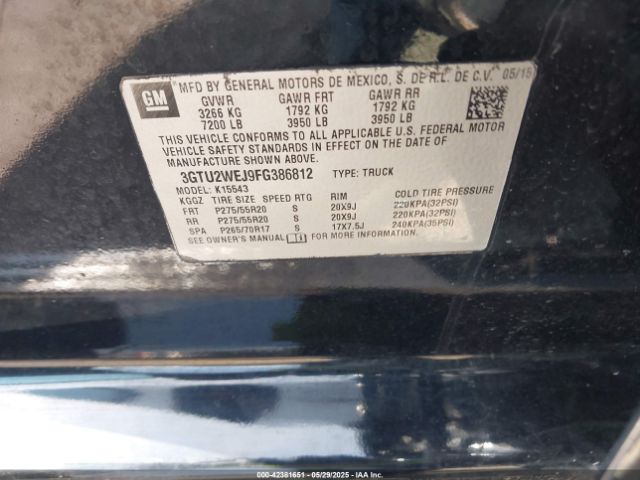 MFD BY GENERAL MOTORS DE MEXICO, S. DE R.L. DE C.V. 05/15
GM
GVWR GAWR FRT GAWR RR
3266 KG 1792 KG 1792 KG
7200 LB 3950 LB 3950 LB
THIS VEHICLE CONFORMS TO ALL APPLICABLE U.S. FEDERAL MOTOR
VEHICLE SAFETY STANDARDS IN EFFECT ON THE DATE OF
MANUFACTURE SHOWN ABOVE.
3GTU2WEJ9FG386812 TYPE: TRUCK
MODEL: K15543
KGGZ TIRE SIZE SPEED RTG RIM COLD TIRE PRESSURE
FRT P275/55R20 S 20X9J 220KPA(32PSI)
RR P275/55R20 S 20X9J 220KPA(32PSI)
SPA P265/70R17 S 17X7.5J 240KPA(35PSI)
SEE OWNER'S MANUAL FOR MORE INFORMATION.
000-42381651 - 05/29/2025 - IAAI.COM